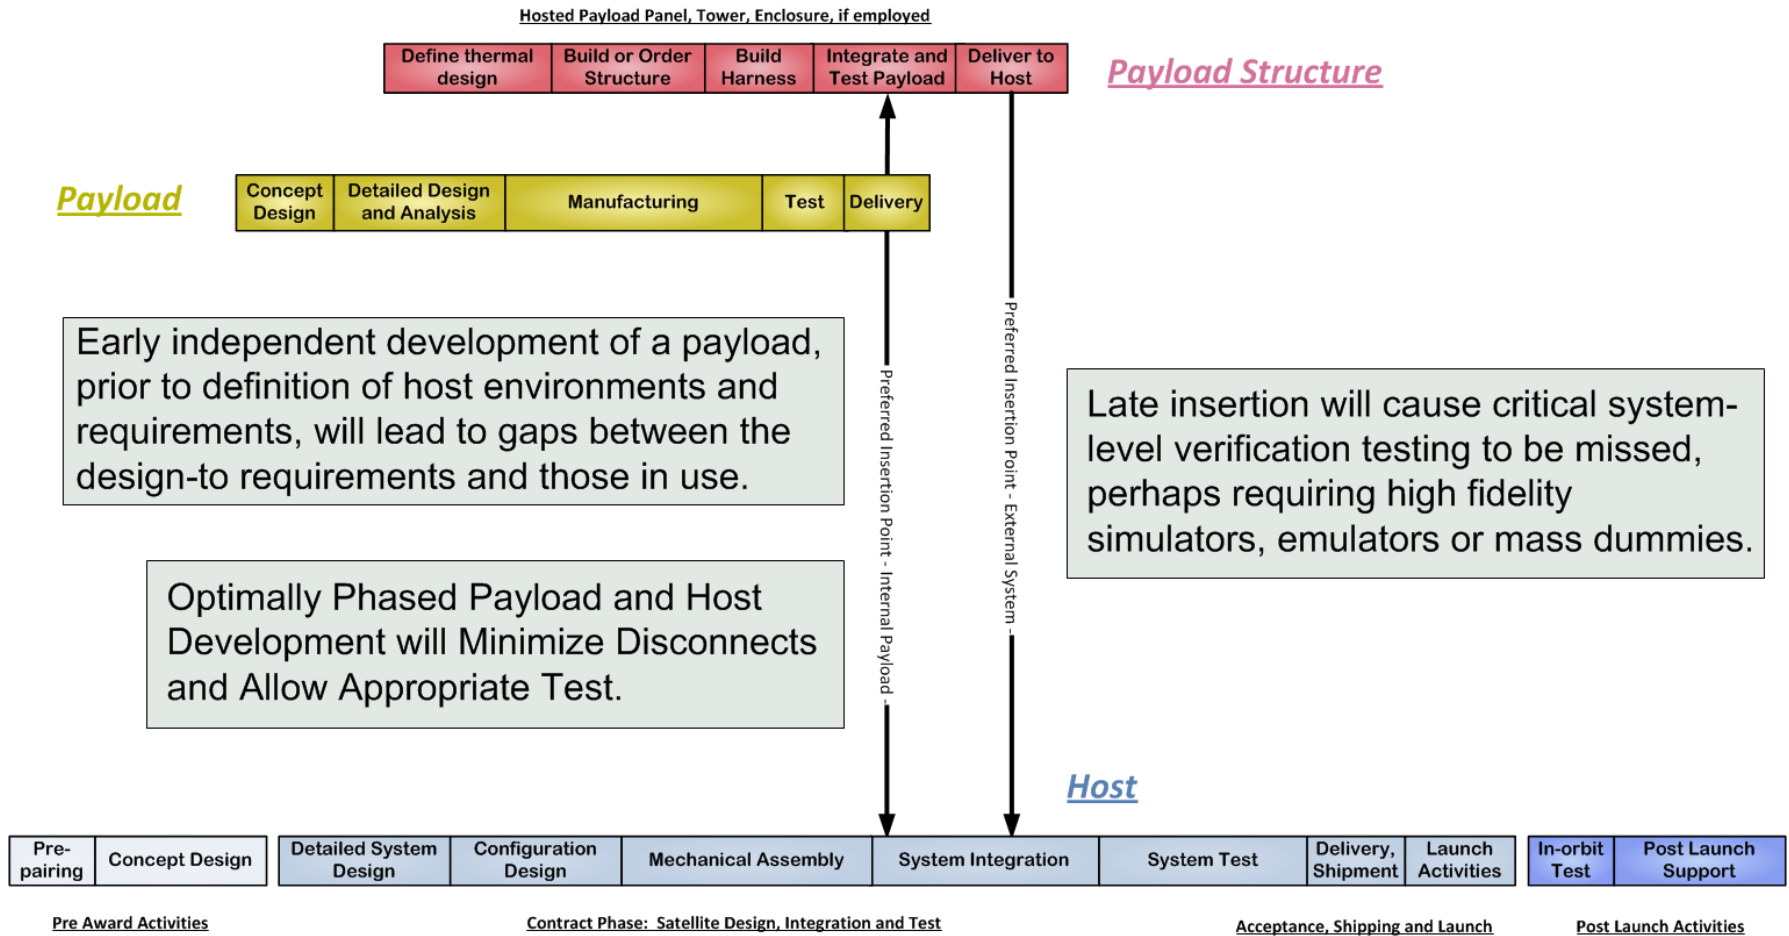 Hosted Payload Panel, Tower, Enclosure, if employed
Define thermal
design
Build or Order
Structure
Build
Harness
Integrate and
Test Payload
Deliver to
Host
Payload Structure
Payload
Concept
Design
Detailed Design
and Analysis
Manufacturing
Test
Delivery
Early independent development of a payload,
prior to definition of host environments and
requirements, will lead to gaps between the
design-to requirements and those in use.
Preferred Insertion Point - Internal Payload -
Preferred Insertion Point - External System -
Late insertion will cause critical system-
level verification testing to be missed,
perhaps requiring high fidelity
simulators, emulators or mass dummies.
Optimally Phased Payload and Host
Development will Minimize Disconnects
and Allow Appropriate Test.
Host
Pre-
pairing
Concept Design
Detailed System
Design
Configuration
Design
Mechanical Assembly
System Integration
System Test
Delivery,
Shipment
Launch
Activities
In-orbit
Test
Post Launch
Support
Pre Award Activities
Contract Phase: Satellite Design, Integration and Test
Acceptance, Shipping and Launch
Post Launch Activities